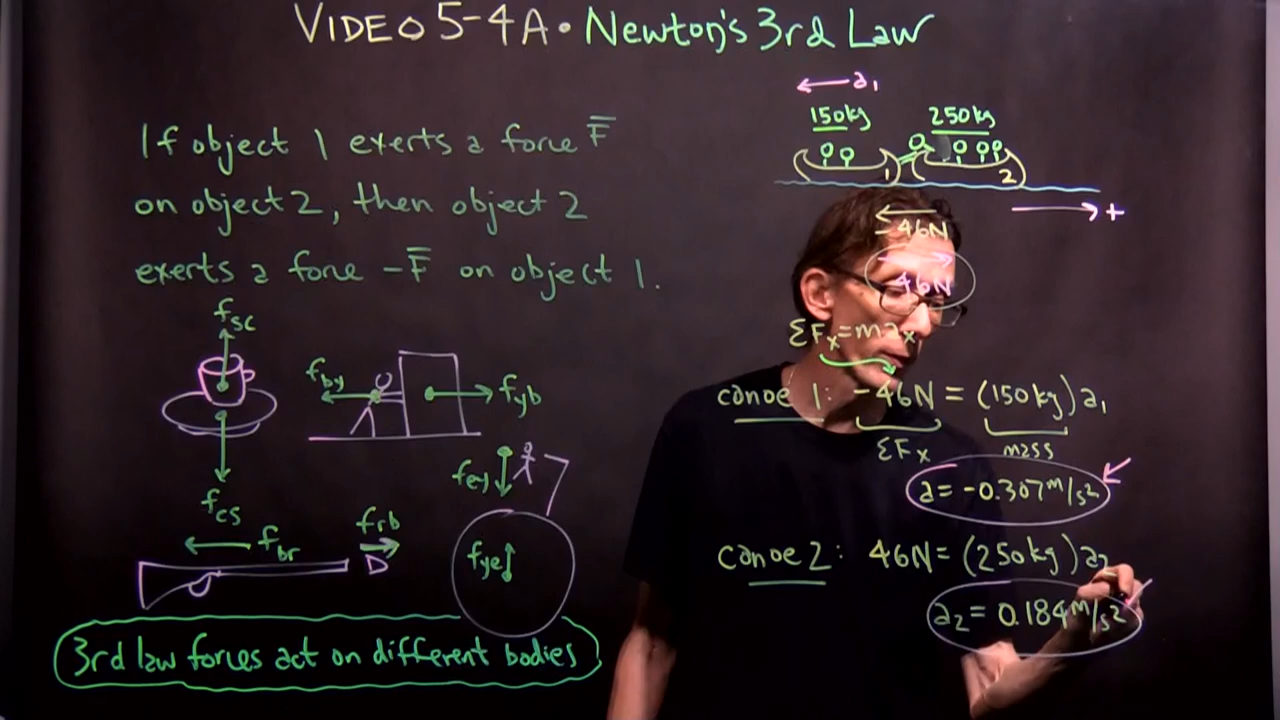 VIDEO 5-4A • Newton's 3rd Law
If object 1 exerts a force F̅
on object 2, then object 2
exerts a force -F̅ on object 1.
fsc
fcs
fby
fyb
fey
fye
fbr
frb
3rd law forces act on different bodies
a₁
150kg
250kg
1
2
+
-46N
46N
ΣFₓ=maₓ
canoe 1: -46N = (150kg)a₁
ΣFₓ
mass
a=-0.307m/s²
canoe 2: 46N=(250kg)a₂
a₂= 0.184m/s²